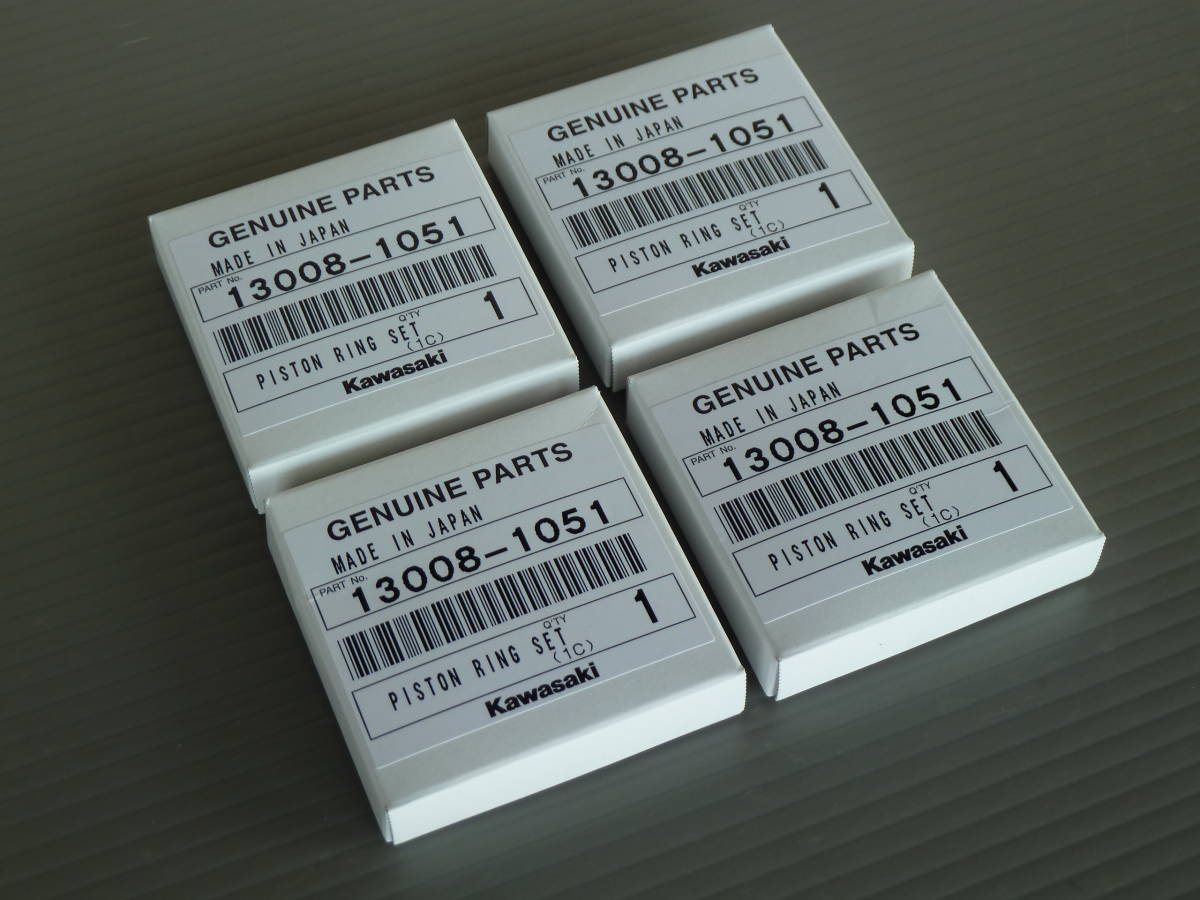 GENUINE PARTS
MADE IN JAPAN
PART No.
13008-1051
Q'TY
PISTON RING SET 1
(1C)
Kawasaki
GENUINE PARTS
MADE IN JAPAN
PART No.
13008-1051
Q'TY
PISTON RING SET 1
(1C)
Kawasaki
GENUINE PARTS
MADE IN JAPAN
PART No.
13008-1051
Q'TY
PISTON RING SET 1
(1C)
Kawasaki
GENUINE PARTS
MADE IN JAPAN
PART No.
13008-1051
Q'TY
PISTON RING SET 1
(1C)
Kawasaki